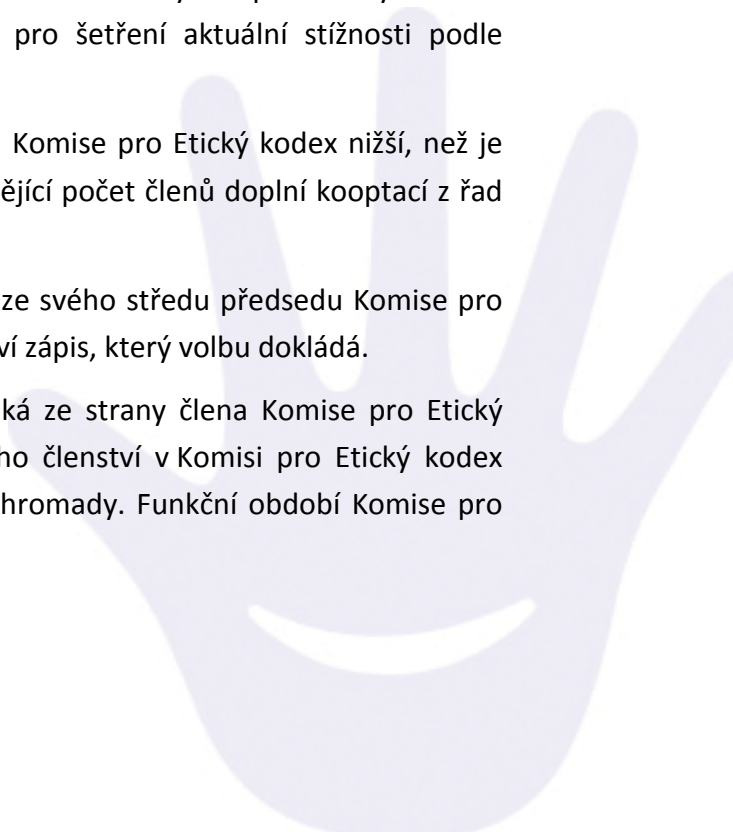 pro šetření aktuální stížnosti podle
Komise pro Etický kodex nižší, než je
ějící počet členů doplní kooptací z řad
ze svého středu předsedu Komise pro
ví zápis, který volbu dokládá.
ká ze strany člena Komise pro Etický
ho členství v Komisi pro Etický kodex
hromady. Funkční období Komise pro